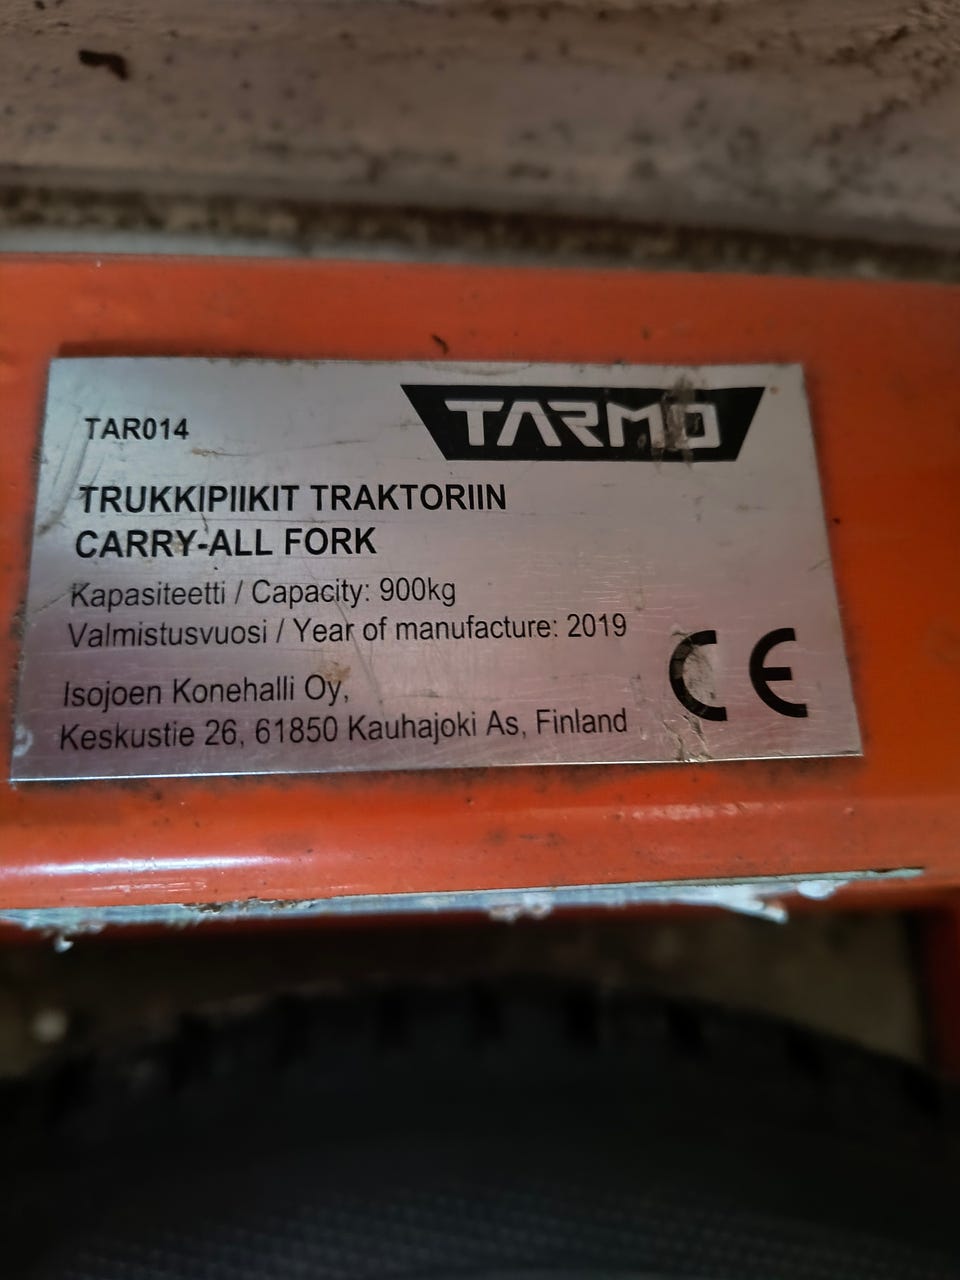 TARMO
TAR014
TRUKKIPIIKIT TRAKTORIIN
CARRY-ALL FORK
Kapasiteetti / Capacity: 900kg
Valmistusvuosi / Year of manufacture: 2019
CE
Isojoen Konehalli Oy,
Keskustie 26, 61850 Kauhajoki As, Finland